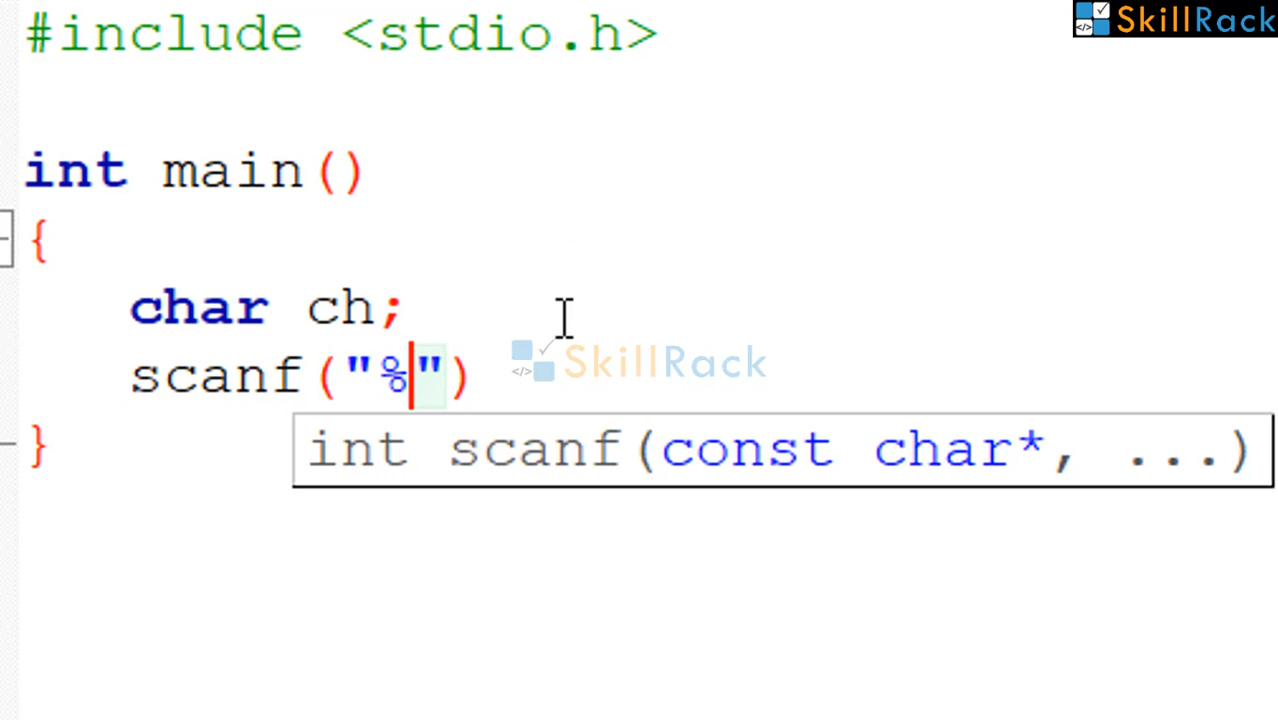 SkillRack
#include <stdio.h>
int main()
{
char ch;
scanf("%")
SkillRack
int scanf(const char*, ...)
}